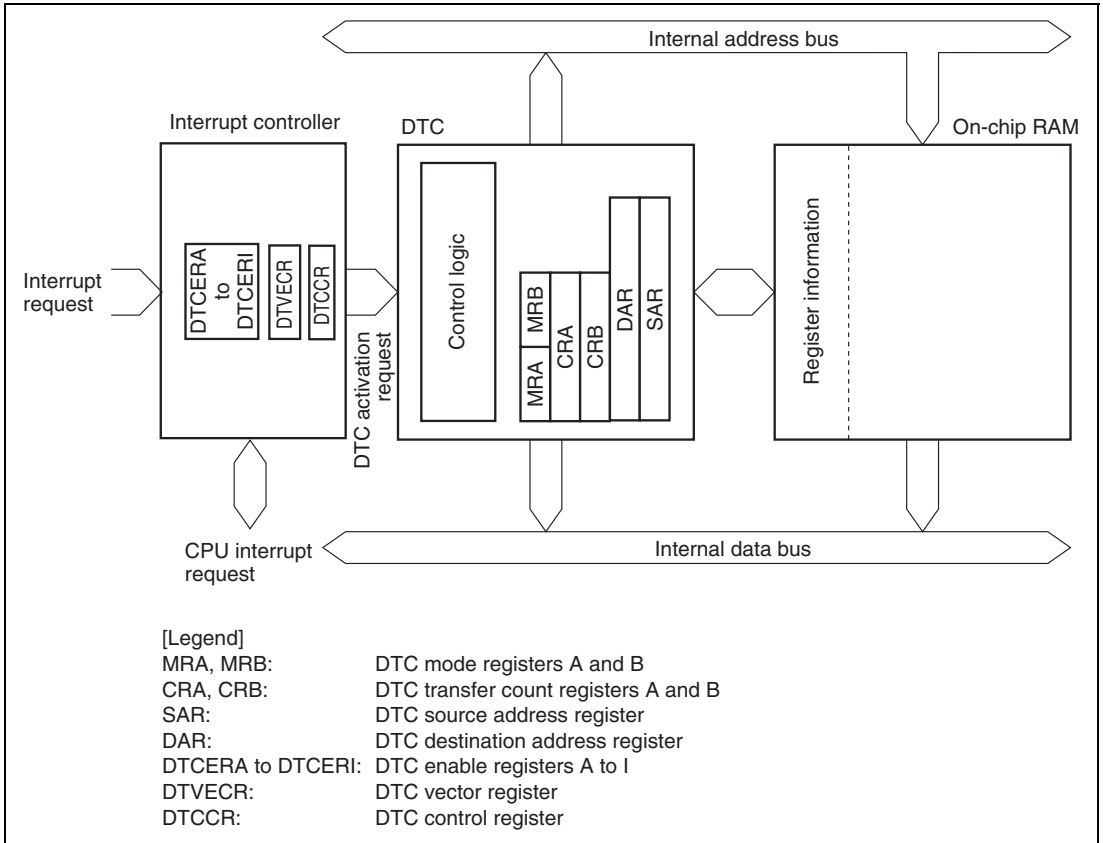 Internal address bus
Interrupt controller
DTC
On-chip RAM
Interrupt
request
DTCERA
to
DTCERI
DTVECR
DTCCR
DTC activation
request
Control logic
MRA
MRB
CRA
CRB
DAR
SAR
Register information
CPU interrupt
request
Internal data bus
[Legend]
MRA, MRB: DTC mode registers A and B
CRA, CRB: DTC transfer count registers A and B
SAR: DTC source address register
DAR: DTC destination address register
DTCERA to DTCERI: DTC enable registers A to I
DTVECR: DTC vector register
DTCCR: DTC control register